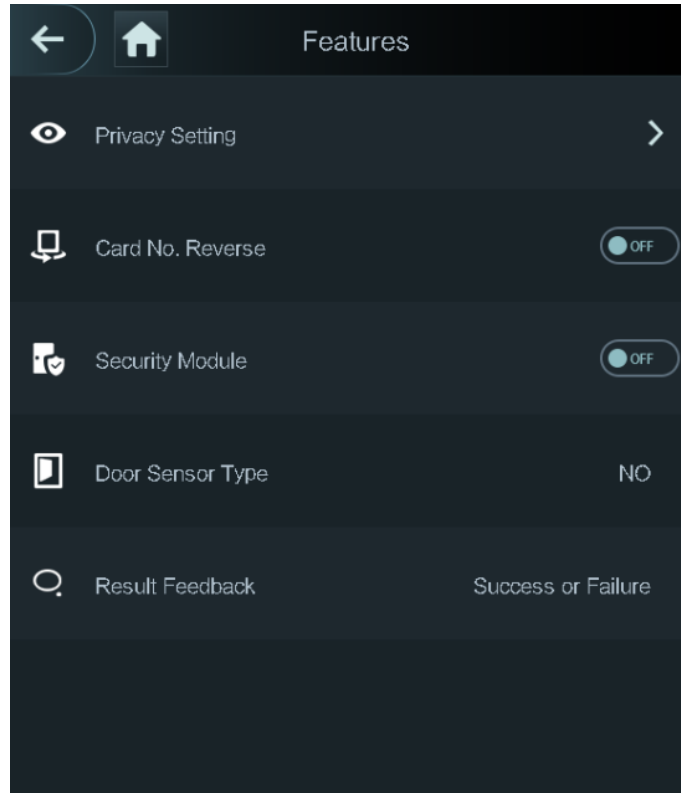 Features
Privacy Setting
Card No. Reverse
OFF
Security Module
OFF
Door Sensor Type
NO
Result Feedback
Success or Failure